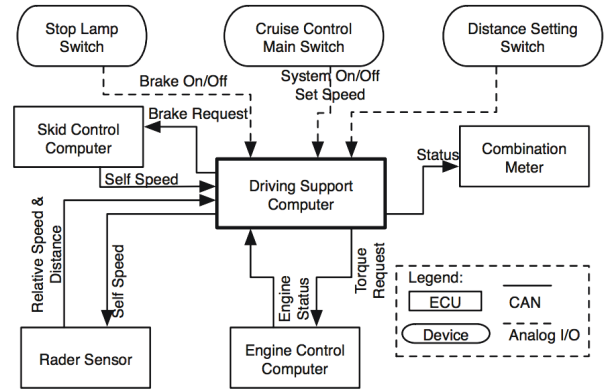 Stop Lamp
Switch
Cruise Control
Main Switch
Distance Setting
Switch
Brake On/Off
System On/Off
Set Speed
Brake Request
Skid Control
Computer
Self Speed
Driving Support
Computer
Status
Combination
Meter
Relative Speed &
Distance
Self Speed
Engine
Status
Torque
Request
Rader Sensor
Engine Control
Computer
Legend:
ECU
CAN
Device
Analog I/O